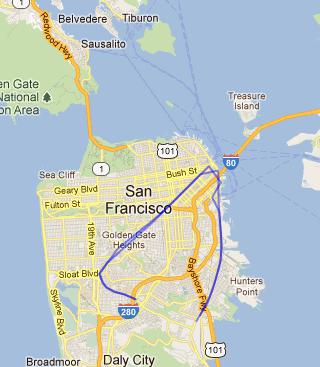 1
Belvedere
Tiburon
Redwood Hwy
Sausalito
en Gate
National
on Area
Treasure
Island
1
101
80
Sea Cliff
Bush St
Geary Blvd
San
Francisco
Fulton St
19th Ave
Golden Gate
Heights
Sloat Blvd
Skyline Blvd
Bayshore Fwy
Hunters
Point
280
101
Broadmoor
Daly City